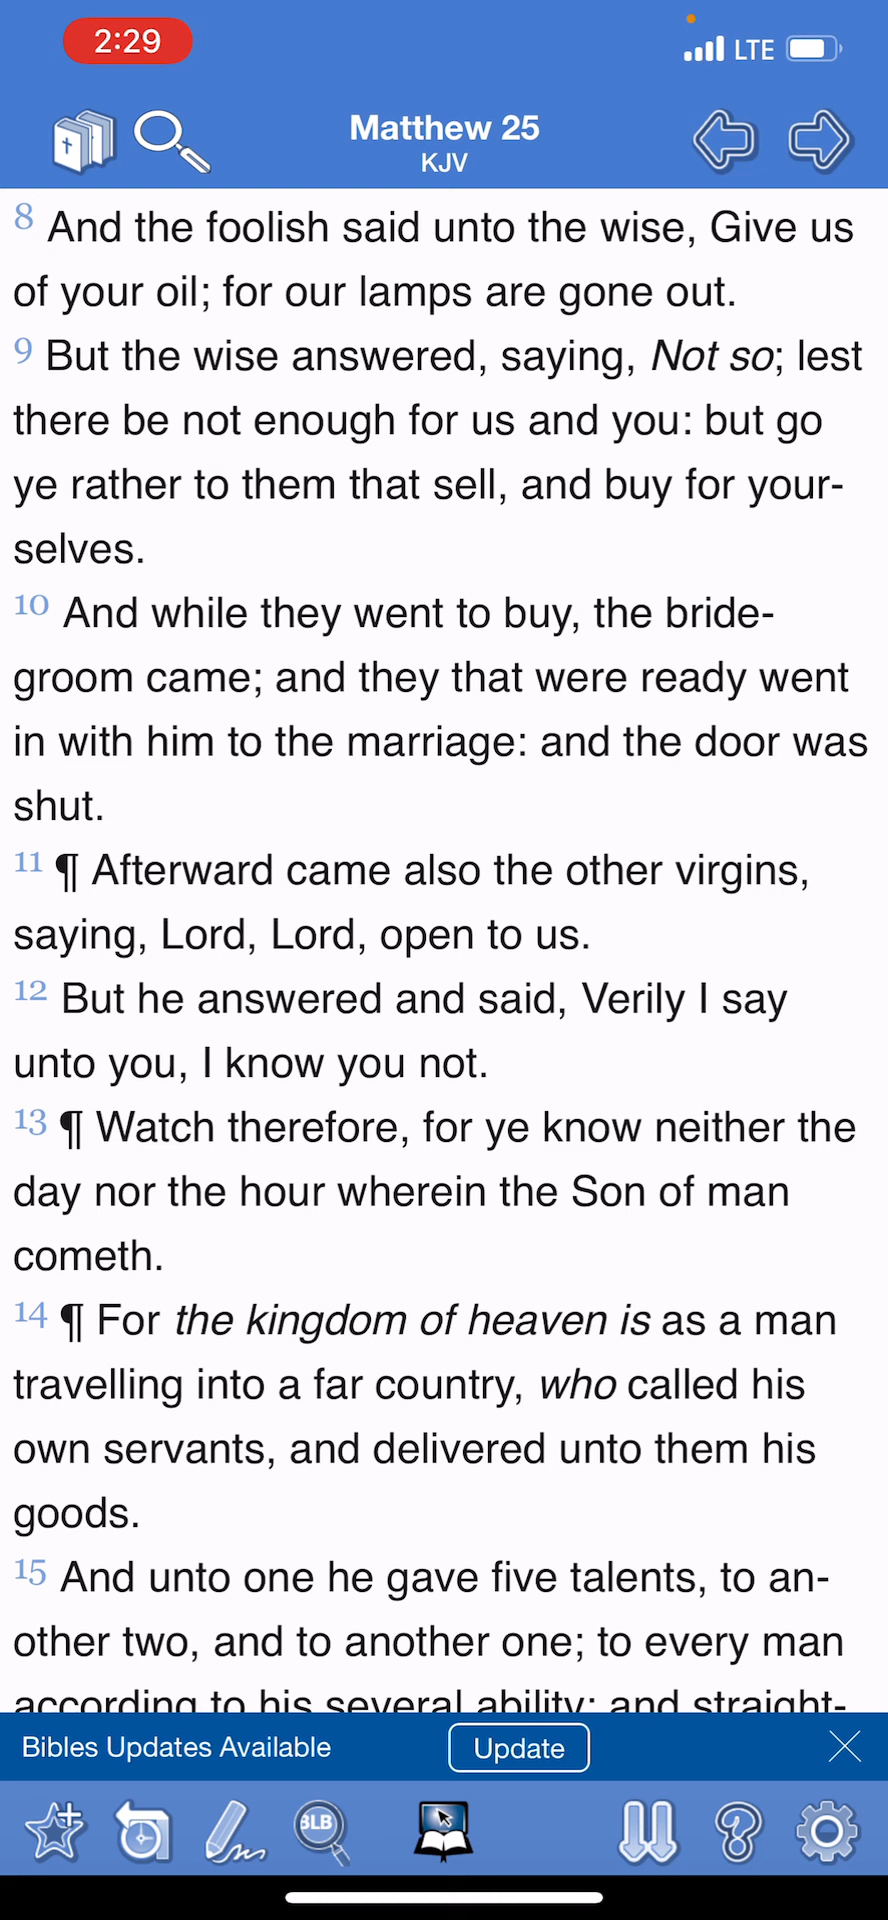 2:29
LTE
Matthew 25
KJV
8 And the foolish said unto the wise, Give us
of your oil; for our lamps are gone out.
9 But the wise answered, saying, Not so; lest
there be not enough for us and you: but go
ye rather to them that sell, and buy for your-
selves.
10 And while they went to buy, the bride-
groom came; and they that were ready went
in with him to the marriage: and the door was
shut.
11 ¶ Afterward came also the other virgins,
saying, Lord, Lord, open to us.
12 But he answered and said, Verily I say
unto you, I know you not.
13 ¶ Watch therefore, for ye know neither the
day nor the hour wherein the Son of man
cometh.
14 ¶ For the kingdom of heaven is as a man
travelling into a far country, who called his
own servants, and delivered unto them his
goods.
15 And unto one he gave five talents, to an-
other two, and to another one; to every man
according to his several ability; and straight-
Bibles Updates Available
Update
BLB